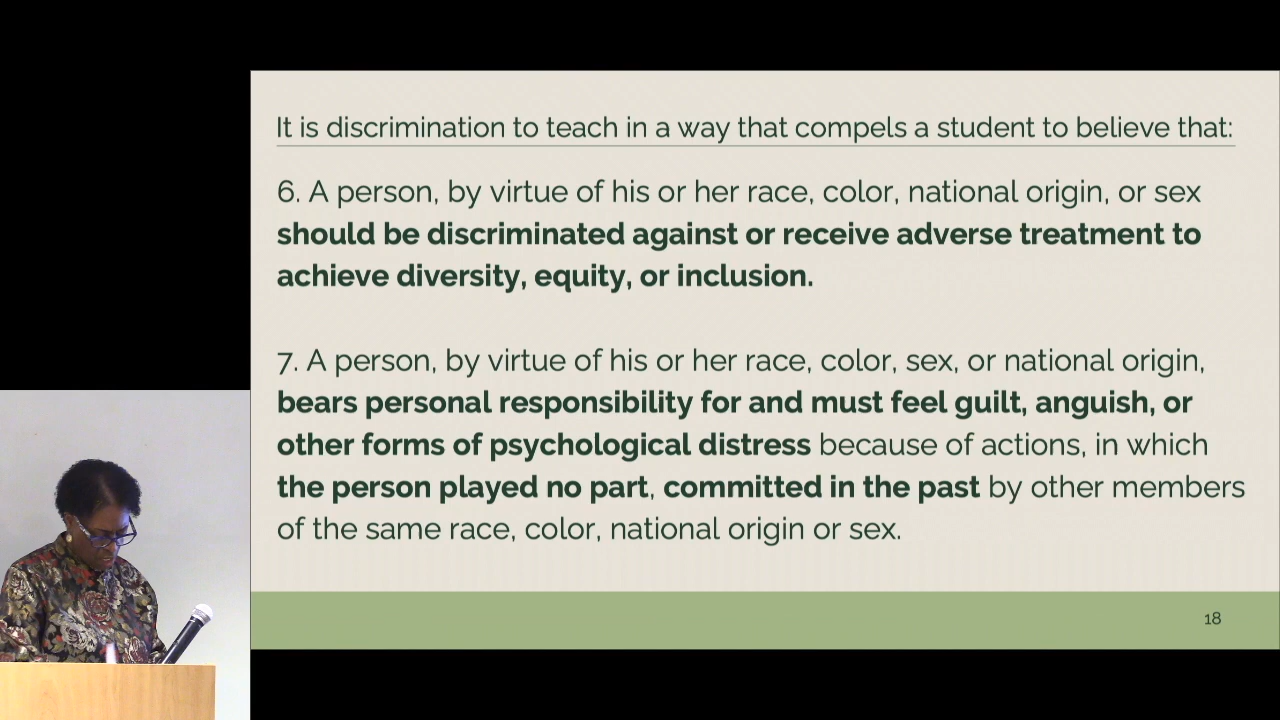 It is discrimination to teach in a way that compels a student to believe that:
6. A person, by virtue of his or her race, color, national origin, or sex
should be discriminated against or receive adverse treatment to
achieve diversity, equity, or inclusion.
7. A person, by virtue of his or her race, color, sex, or national origin,
bears personal responsibility for and must feel guilt, anguish, or
other forms of psychological distress because of actions, in which
the person played no part, committed in the past by other members
of the same race, color, national origin or sex.
18